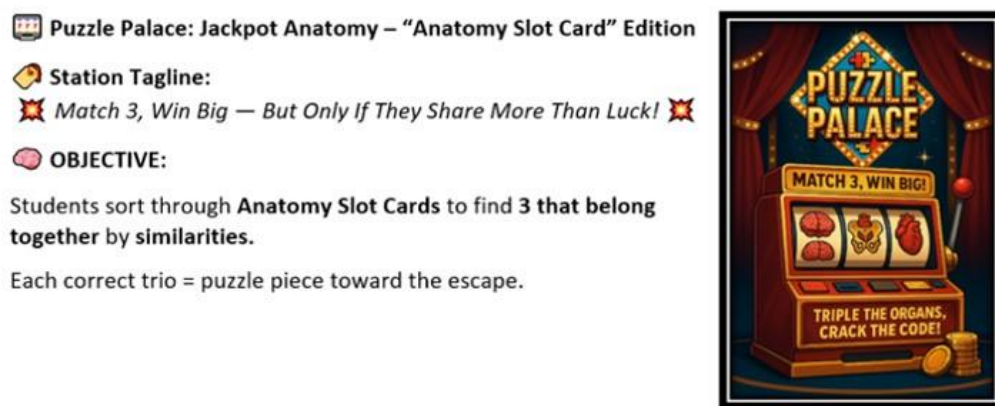 Puzzle Palace: Jackpot Anatomy – “Anatomy Slot Card” Edition
Station Tagline:
Match 3, Win Big — But Only If They Share More Than Luck!
OBJECTIVE:
Students sort through Anatomy Slot Cards to find 3 that belong
together by similarities.
Each correct trio = puzzle piece toward the escape.
PUZZLE
PALACE
MATCH 3, WIN BIG!
TRIPLE THE ORGANS,
CRACK THE CODE!